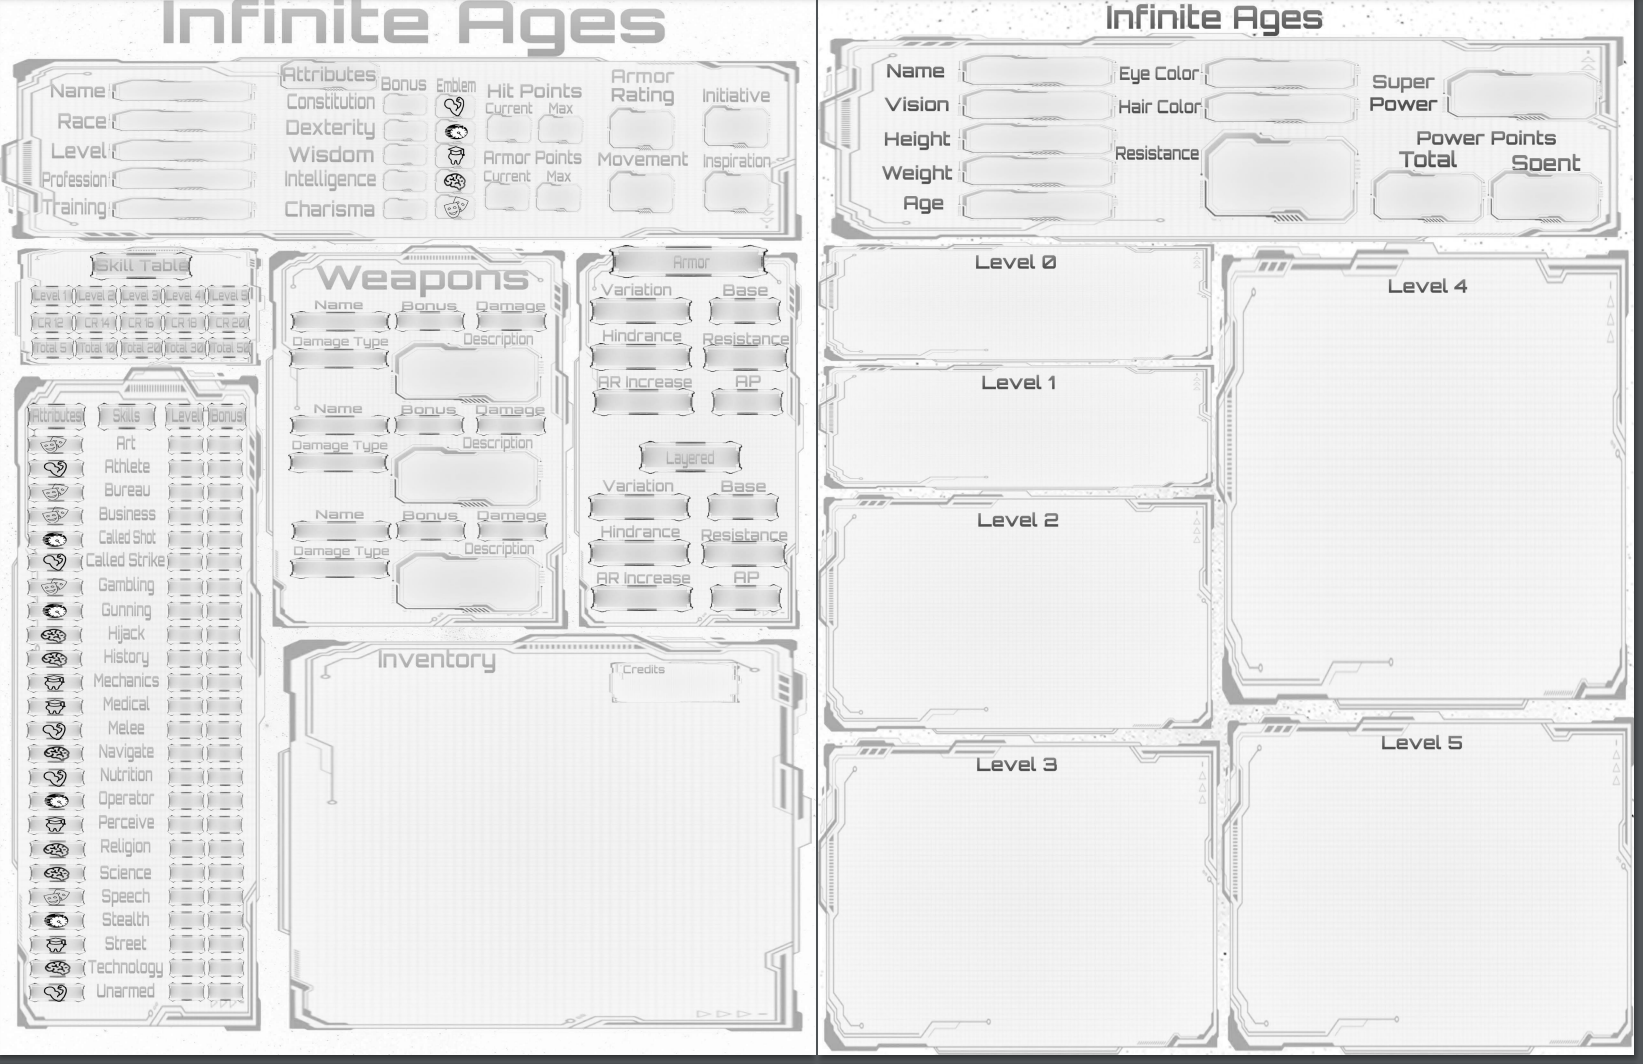 Infinite Ages
Name
Race
Level
Profession
Training
Attributes Bonus Emblem
Constitution
Dexterity
Wisdom
Intelligence
Charisma
Hit Points
Current Max
Armor Points
Current Max
Armor
Rating
Movement
Initiative
Inspiration
Skill Table
Level 1 Level 2 Level 3 Level 4 Level 5
CR 12 CR 14 CR 16 CR 18 CR 20
Total 5 Total 10 Total 20 Total 30 Total 50
Attributes Skills Level Bonus
Art
Athlete
Bureau
Business
Called Shot
Called Strike
Gambling
Gunning
Hijack
History
Mechanics
Medical
Melee
Navigate
Nutrition
Operator
Perceive
Religion
Science
Speech
Stealth
Street
Technology
Unarmed
Weapons
Name Bonus Damage
Damage Type Description
Name Bonus Damage
Damage Type Description
Name Bonus Damage
Damage Type Description
Armor
Variation Base
Hindrance Resistance
AR Increase AP
Layered
Variation Base
Hindrance Resistance
AR Increase AP
Inventory
Credits
Infinite Ages
Name
Vision
Height
Weight
Age
Eye Color
Hair Color
Resistance
Super
Power
Power Points
Total Spent
Level 0
Level 1
Level 2
Level 3
Level 4
Level 5